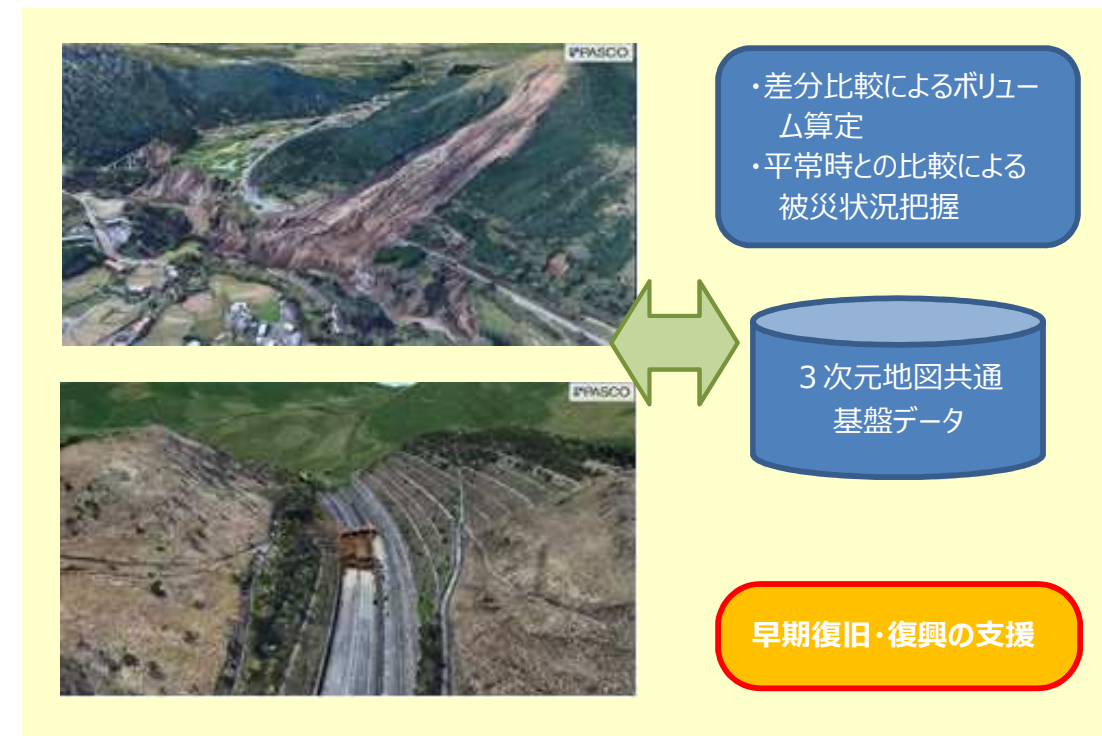 PASCO
・差分比較によるボリュー
ム算定
・平常時との比較による
被災状況把握
３次元地図共通
基盤データ
PASCO
早期復旧・復興の支援